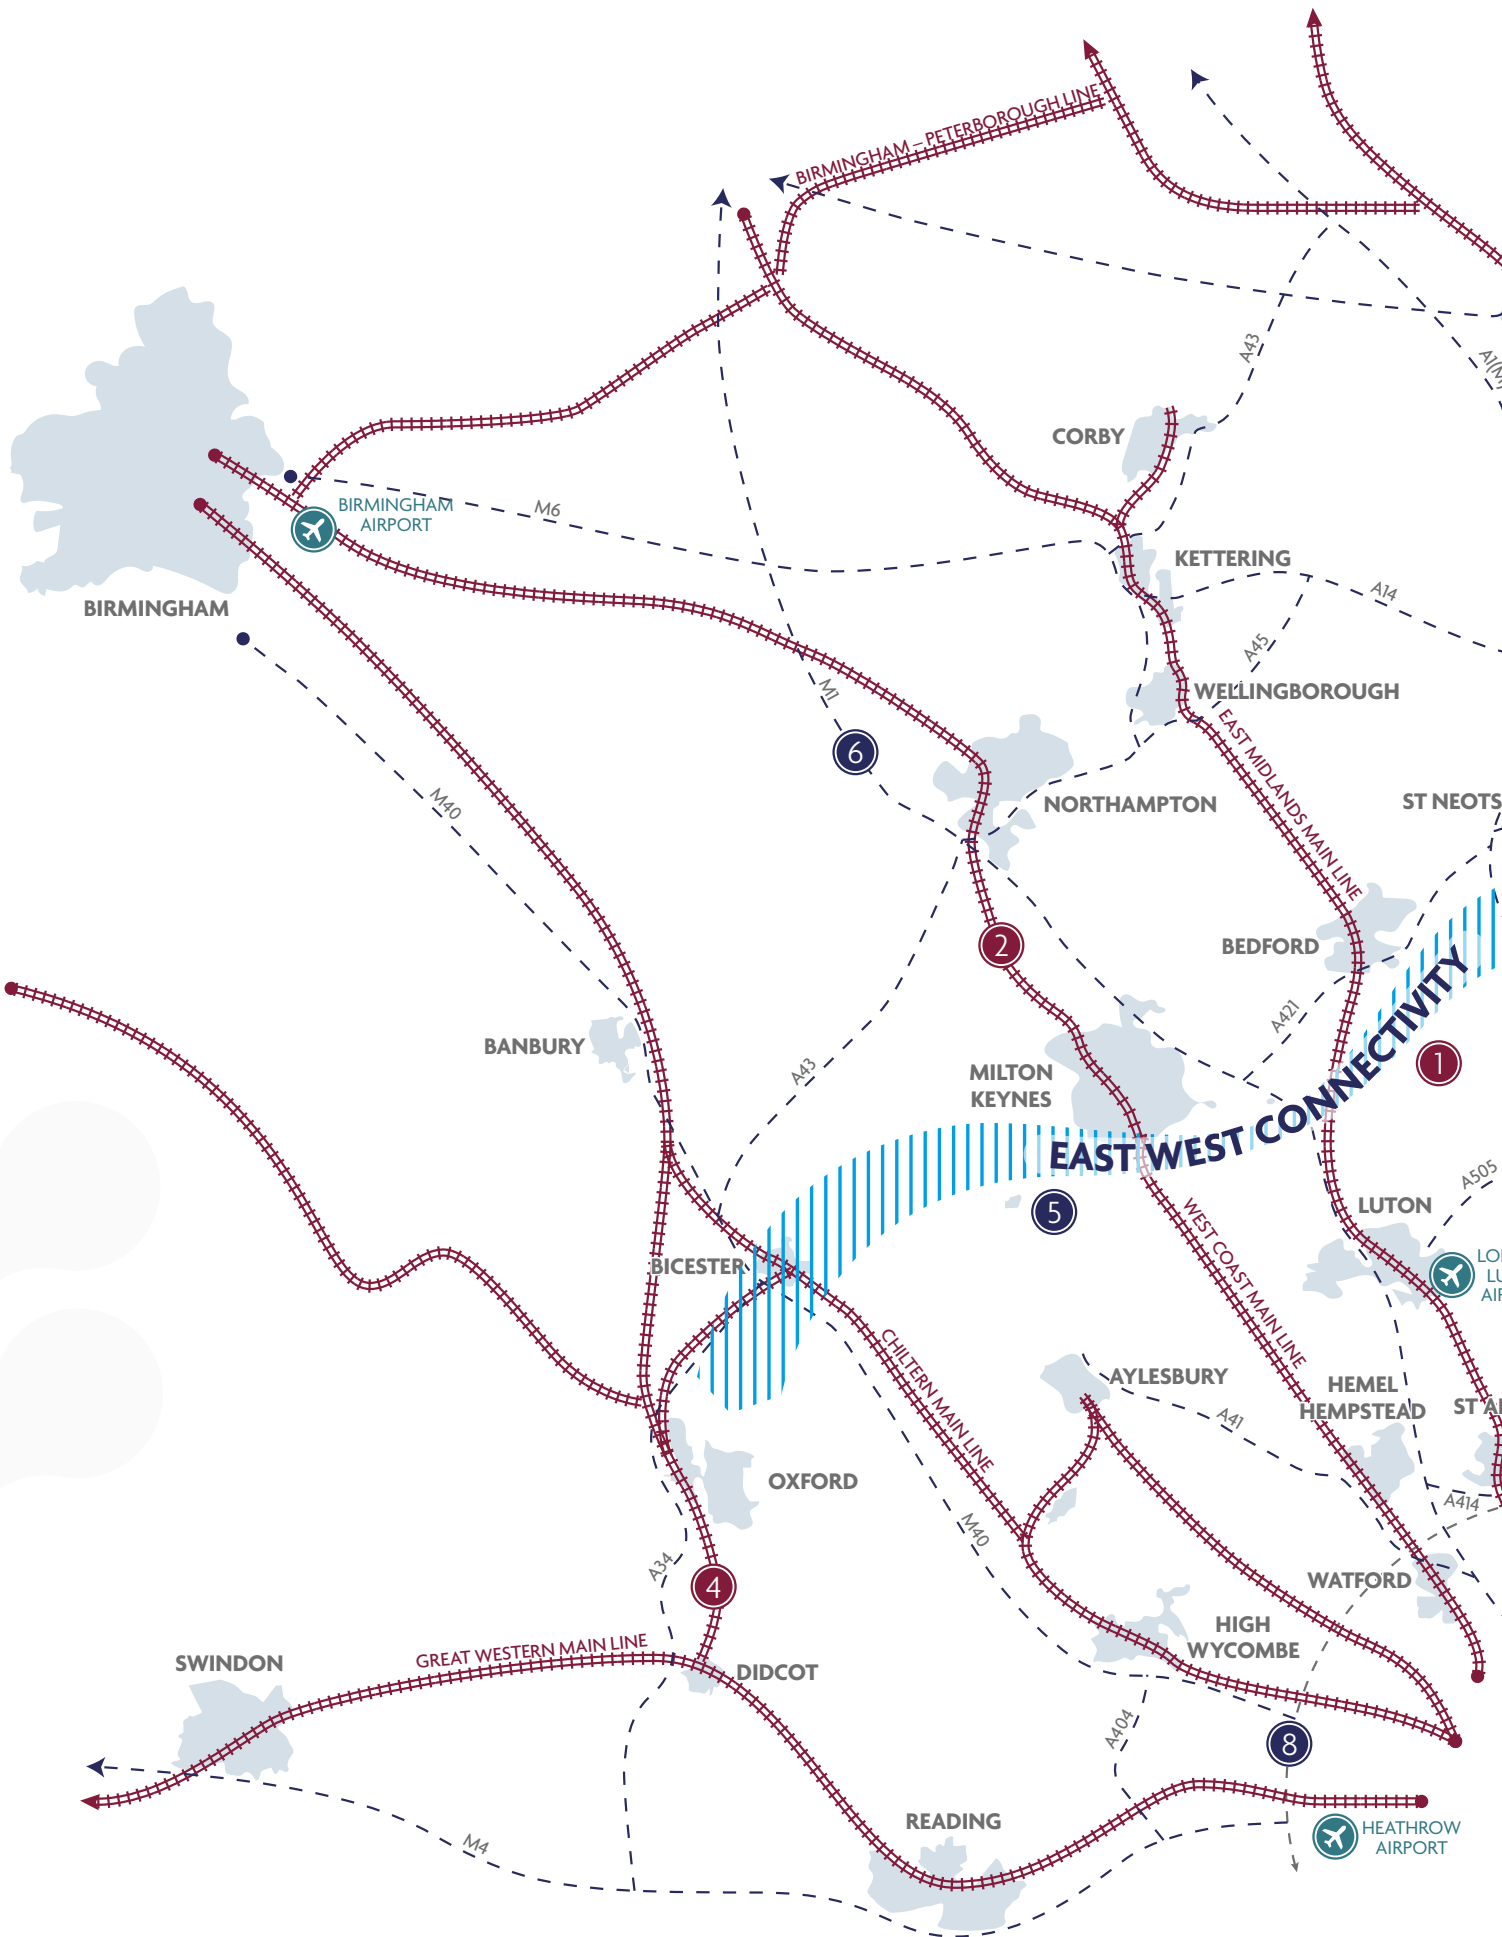 BIRMINGHAM – PETERBOROUGH LINE
A43
A1(M)
CORBY
BIRMINGHAM
AIRPORT
M6
KETTERING
A14
BIRMINGHAM
A45
M1
WELLINGBOROUGH
EAST MIDLANDS MAIN LINE
6
M40
NORTHAMPTON
ST NEOTS
2
BEDFORD
A421
EAST WEST CONNECTIVITY
1
BANBURY
A43
MILTON
KEYNES
A505
5
LUTON
WEST COAST MAIN LINE
BICESTER
CHILTERN MAIN LINE
AYLESBURY
HEMEL
HEMPSTEAD
A41
OXFORD
A414
M40
A34
4
WATFORD
HIGH
WYCOMBE
GREAT WESTERN MAIN LINE
SWINDON
DIDCOT
A404
8
READING
HEATHROW
AIRPORT
M4